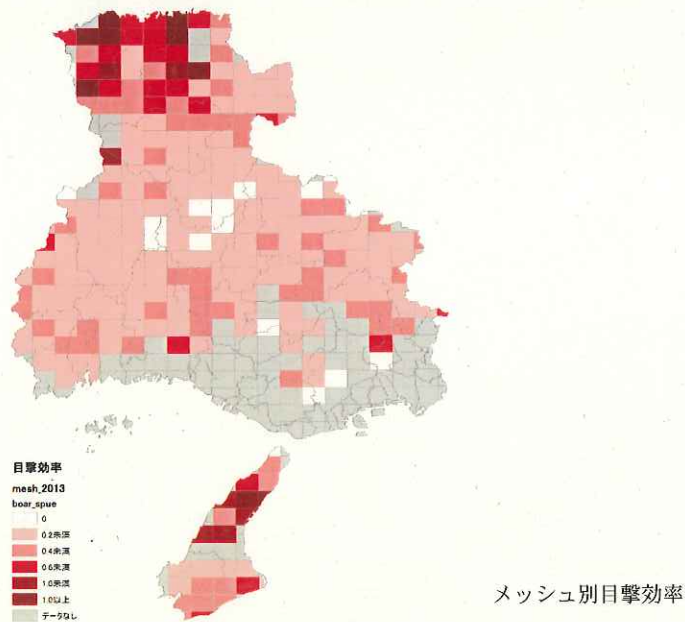 目撃効率
mesh_2013
boar_spue
0
0.2未満
0.4未満
0.6未満
1.0未満
1.0以上
データなし
メッシュ別目撃効率